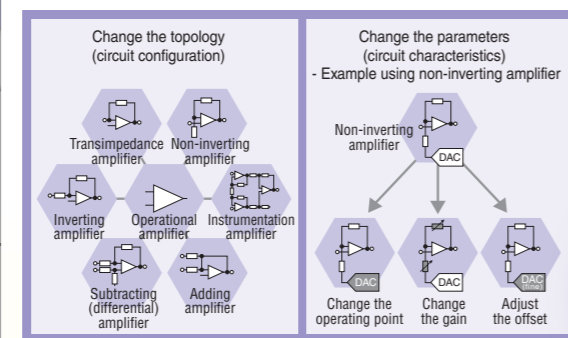 Change the topology
(circuit configuration)
Transimpedance
amplifier
Non-inverting
amplifier
Inverting
amplifier
Operational
amplifier
Instrumentation
amplifier
Subtracting
(differential)
amplifier
Adding
amplifier
Change the parameters
(circuit characteristics)
- Example using non-inverting amplifier
Non-inverting
amplifier
DAC
DAC
Change the
operating point
DAC
Change
the gain
DAC
(fine)
Adjust
the offset